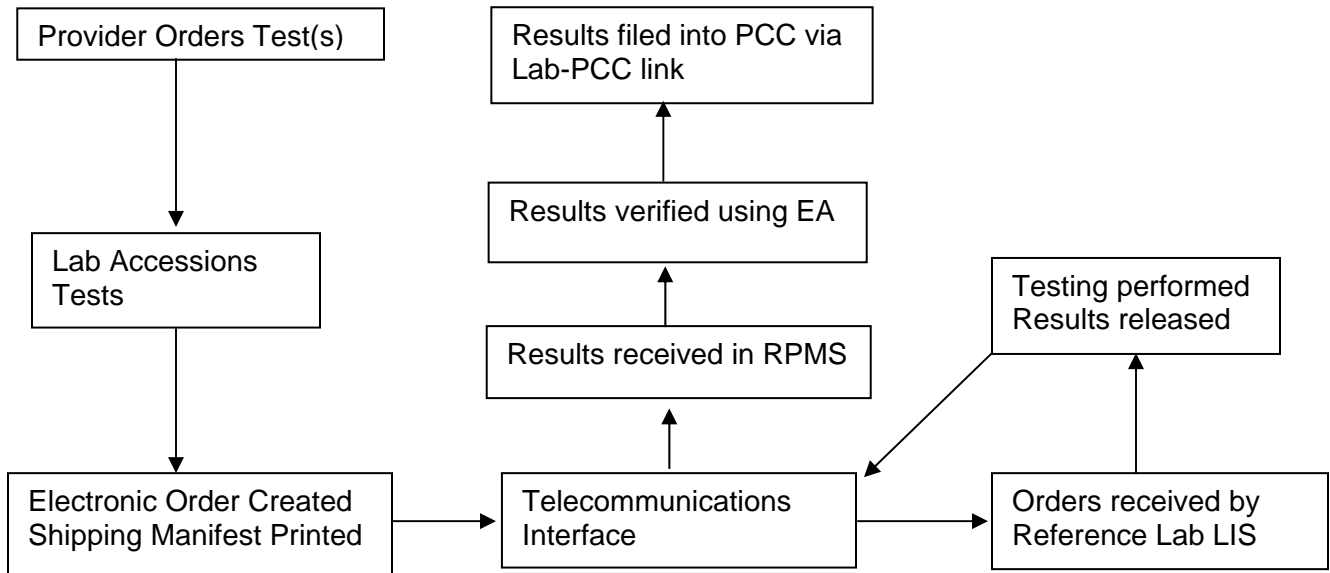 Provider Orders Test(s)
Results filed into PCC via
Lab-PCC link
Results verified using EA
Lab Accessions
Tests
Testing performed
Results released
Results received in RPMS
Electronic Order Created
Shipping Manifest Printed
Telecommunications
Interface
Orders received by
Reference Lab LIS